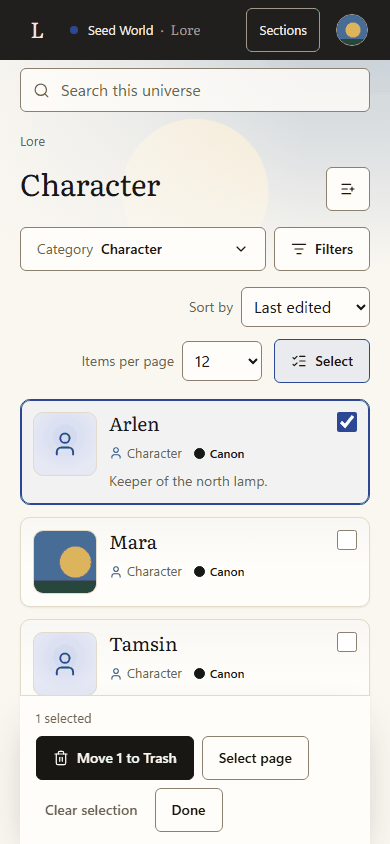 L Seed World · Lore Sections
Search this universe
Lore
Character
Category Character Filters
Sort by Last edited
Items per page 12 Select
Arlen
Character Canon
Keeper of the north lamp.
Mara
Character Canon
Tamsin
Character Canon
1 selected
Move 1 to Trash Select page
Clear selection Done